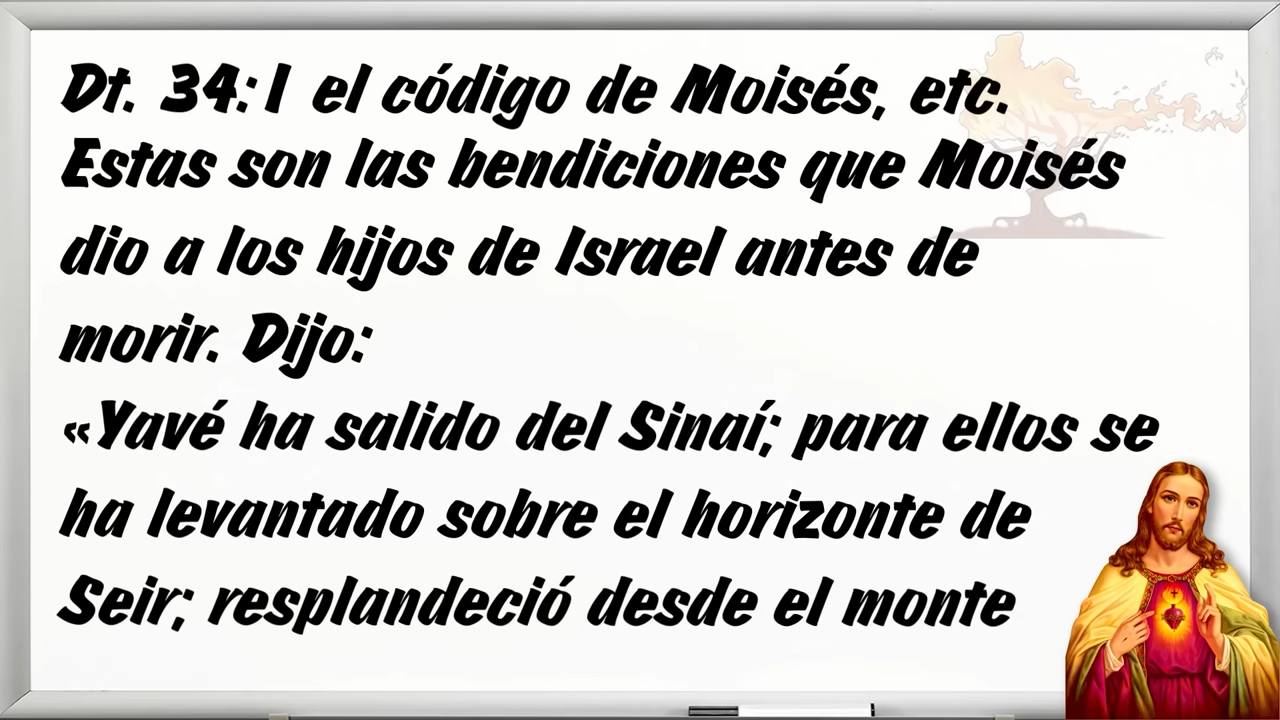 Dt. 34:1 el código de Moisés, etc.
Estas son las bendiciones que Moisés
dio a los hijos de Israel antes de
morir. Dijo:
«Yavé ha salido del Sinaí; para ellos se
ha levantado sobre el horizonte de
Seir; resplandeció desde el monte